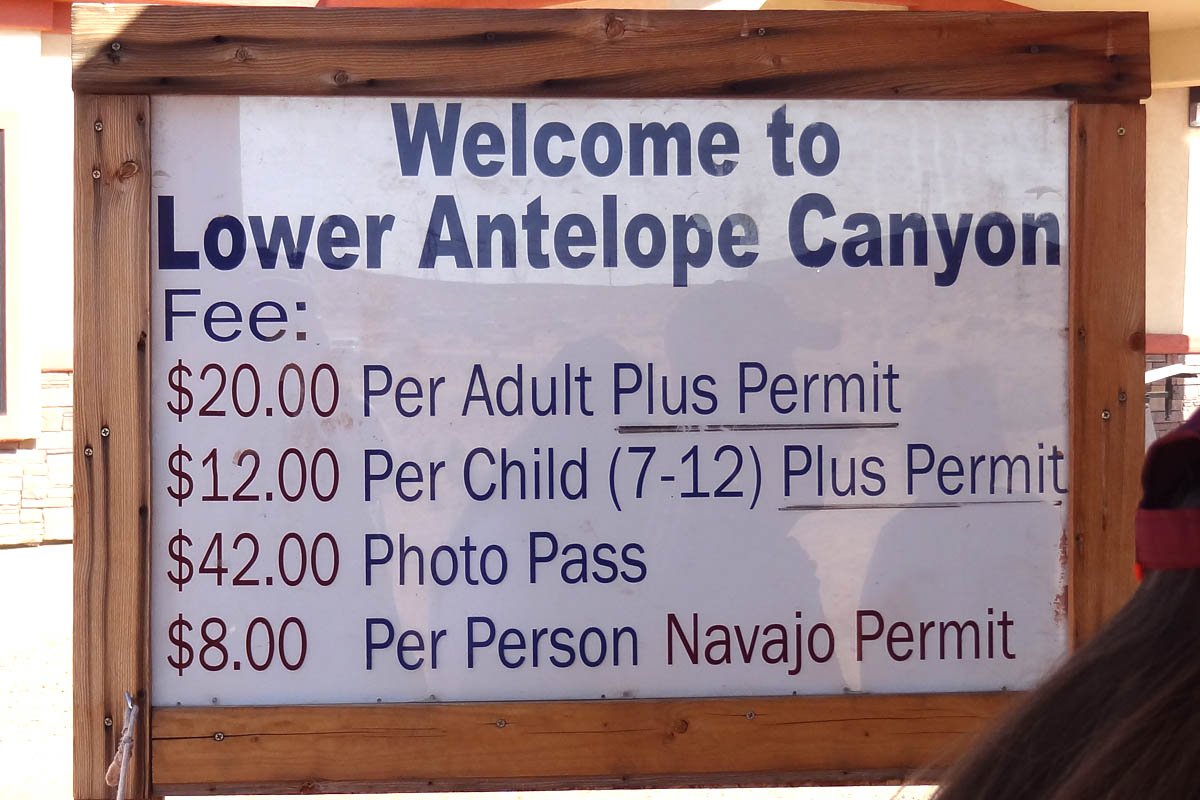 Welcome to
Lower Antelope Canyon
Fee:
$20.00 Per Adult Plus Permit
$12.00 Per Child (7-12) Plus Permit
$42.00 Photo Pass
$8.00 Per Person Navajo Permit